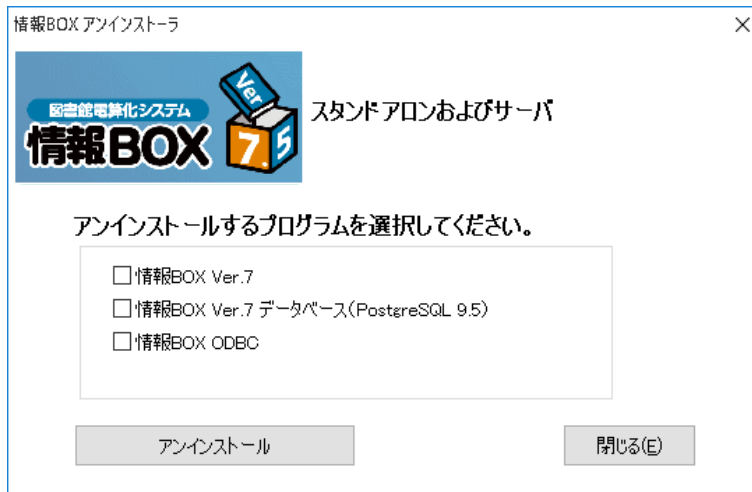 情報BOX アンインストーラ
図書館電算化システム
情報BOX
Ver
7.5
スタンドアロンおよびサーバ
アンインストールするプログラムを選択してください。
情報BOX Ver.7
情報BOX Ver.7 データベース(PostgreSQL 9.5)
情報BOX ODBC
アンインストール
閉じる(E)